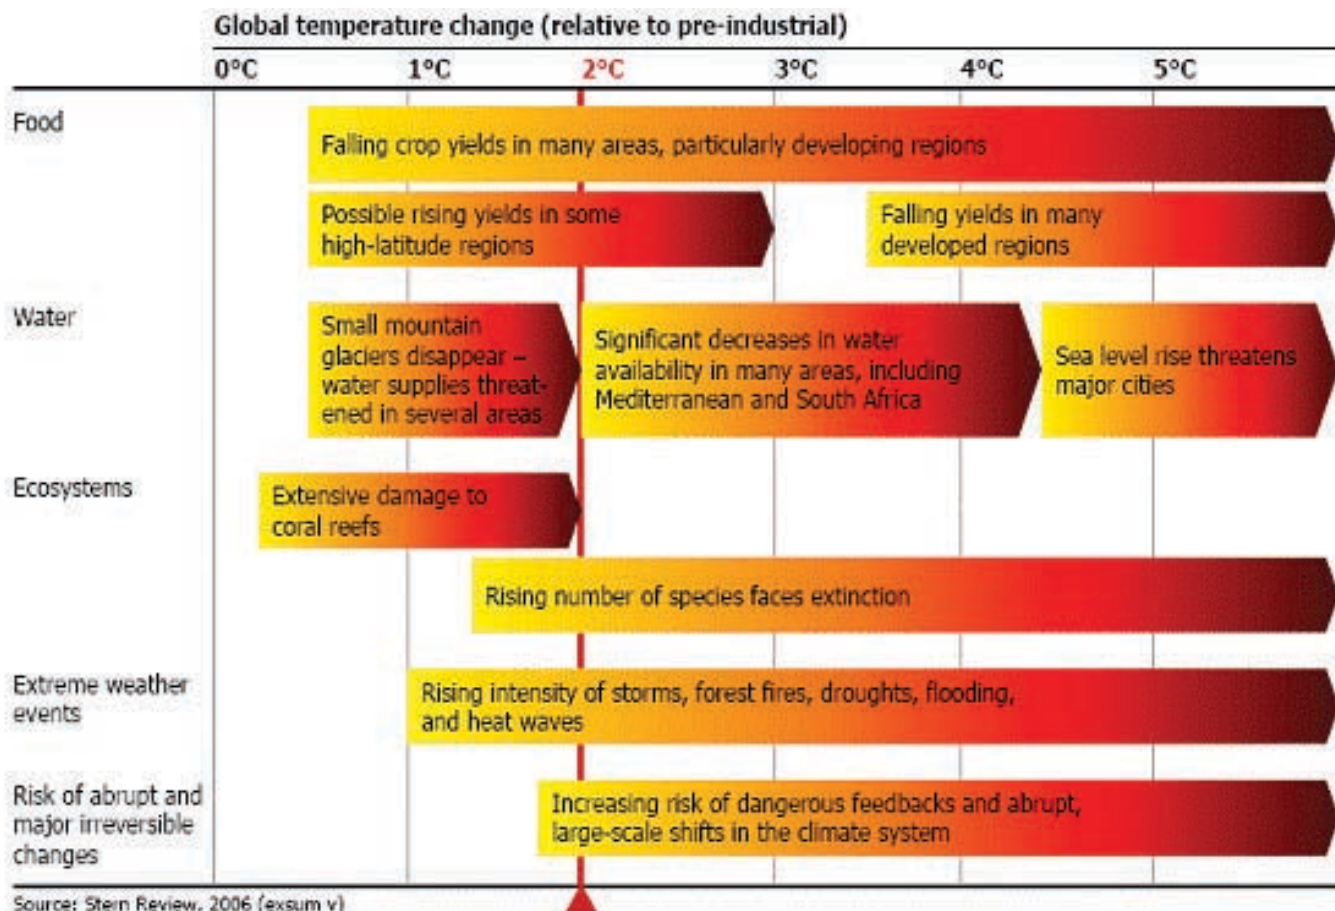 Global temperature change (relative to pre-industrial)
0°C 1°C 2°C 3°C 4°C 5°C
Food
Falling crop yields in many areas, particularly developing regions
Possible rising yields in some
high-latitude regions
Falling yields in many
developed regions
Water
Small mountain
glaciers disappear –
water supplies threat-
ened in several areas
Significant decreases in water
availability in many areas, including
Mediterranean and South Africa
Sea level rise threatens
major cities
Ecosystems
Extensive damage to
coral reefs
Rising number of species faces extinction
Extreme weather
events
Rising intensity of storms, forest fires, droughts, flooding,
and heat waves
Risk of abrupt and
major irreversible
changes
Increasing risk of dangerous feedbacks and abrupt,
large-scale shifts in the climate system
Source: Stern Review, 2006 (exsum v)